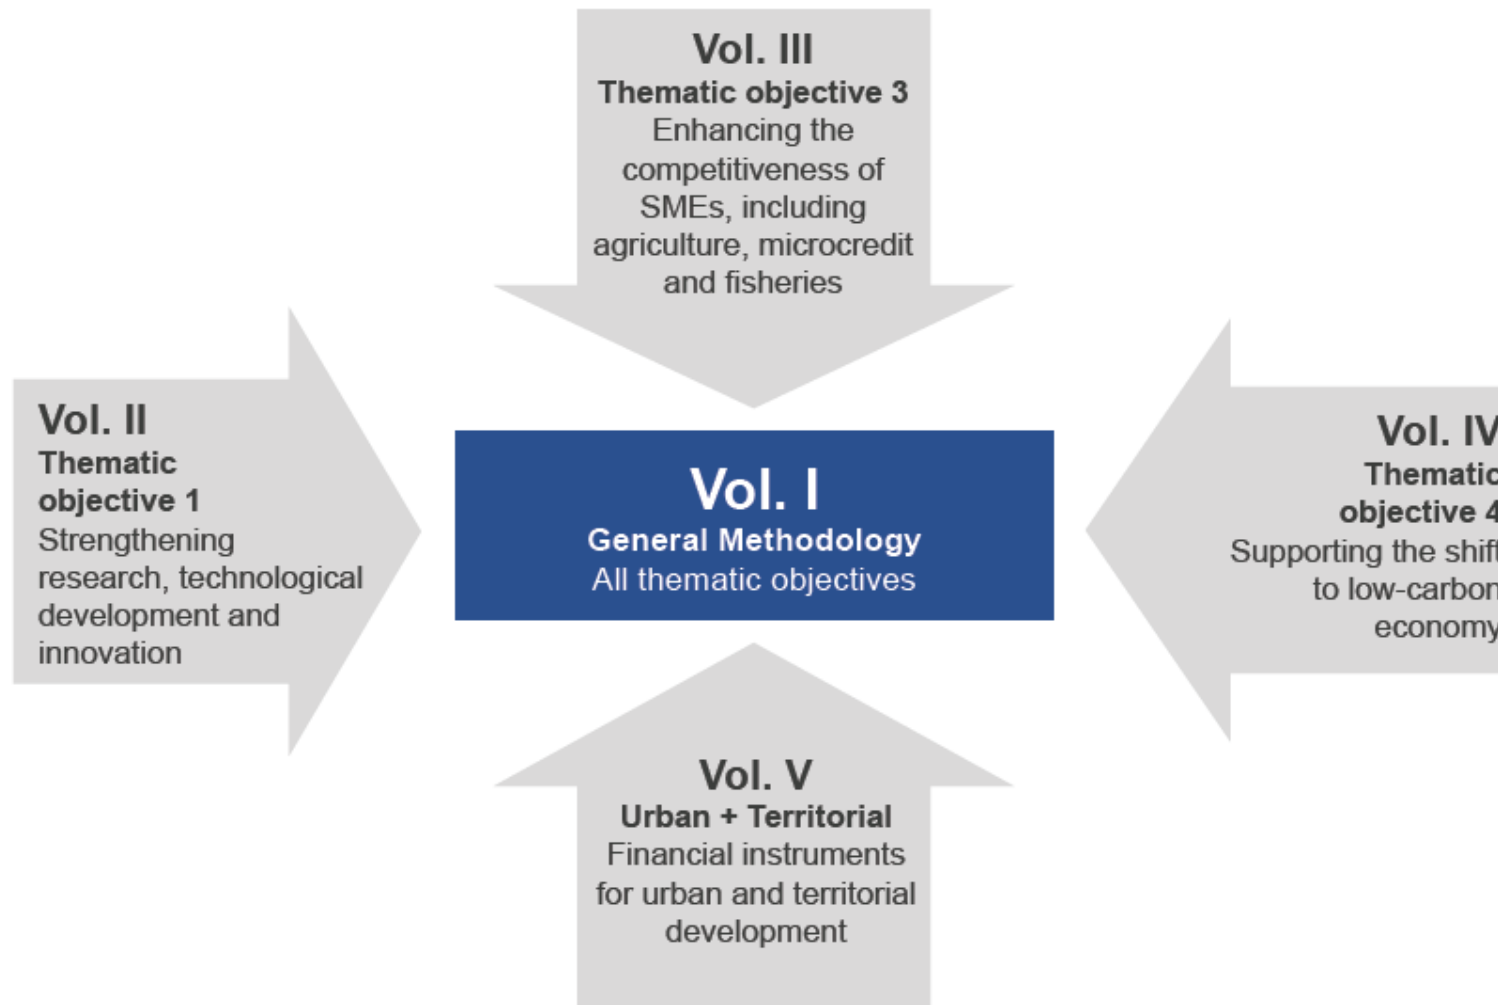 Vol. III
Thematic objective 3
Enhancing the
competitiveness of
SMEs, including
agriculture, microcredit
and fisheries
Vol. II
Thematic
objective 1
Strengthening
research, technological
development and
innovation
Vol. I
General Methodology
All thematic objectives
Vol. IV
Thematic
objective 4
Supporting the shift
to low-carbon
economy
Vol. V
Urban + Territorial
Financial instruments
for urban and territorial
development